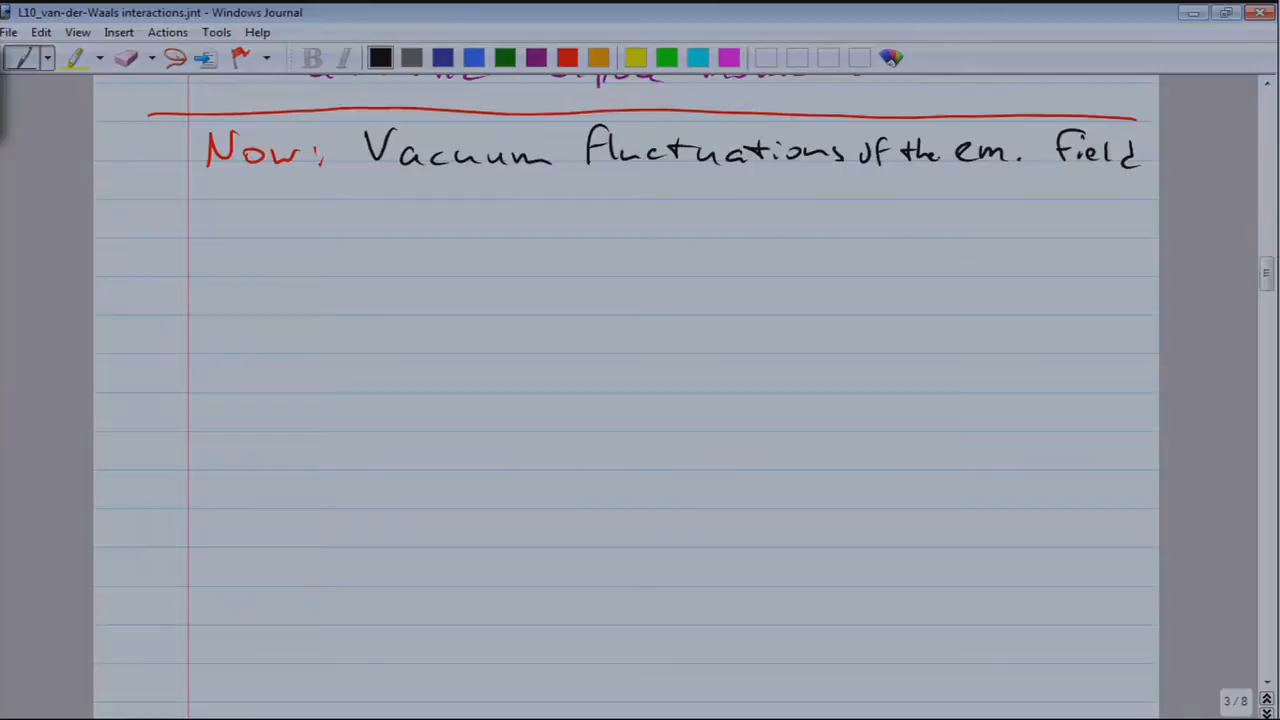 L10_van-der-Waals interactions.jnt - Windows Journal
File Edit View Insert Actions Tools Help
B I
Now: Vacuum fluctuations of the em. Field
3 / 8